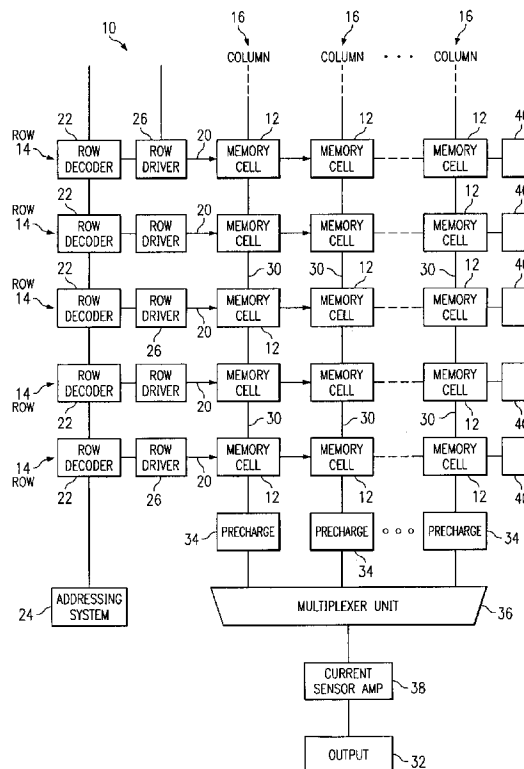 10
16 16 16
COLUMN COLUMN ... COLUMN
ROW 22 26 20 12 12 12 40
14 ROW DECODER ROW DRIVER MEMORY CELL MEMORY CELL MEMORY CELL
ROW 22 20 12 40
14 ROW DECODER ROW DRIVER MEMORY CELL MEMORY CELL MEMORY CELL
ROW 22 20 30 30 12 30 40
14 ROW DECODER ROW DRIVER MEMORY CELL MEMORY CELL MEMORY CELL
26 12 12 40
14 ROW DECODER ROW DRIVER MEMORY CELL MEMORY CELL MEMORY CELL
ROW 22 20 30 30 30 12
14 ROW DECODER ROW DRIVER MEMORY CELL MEMORY CELL MEMORY CELL
ROW 22 26 20 12 12 12 40
34 PRECHARGE PRECHARGE PRECHARGE 34
34
24 ADDRESSING SYSTEM
MULTIPLEXER UNIT 36
CURRENT SENSOR AMP 38
OUTPUT 32